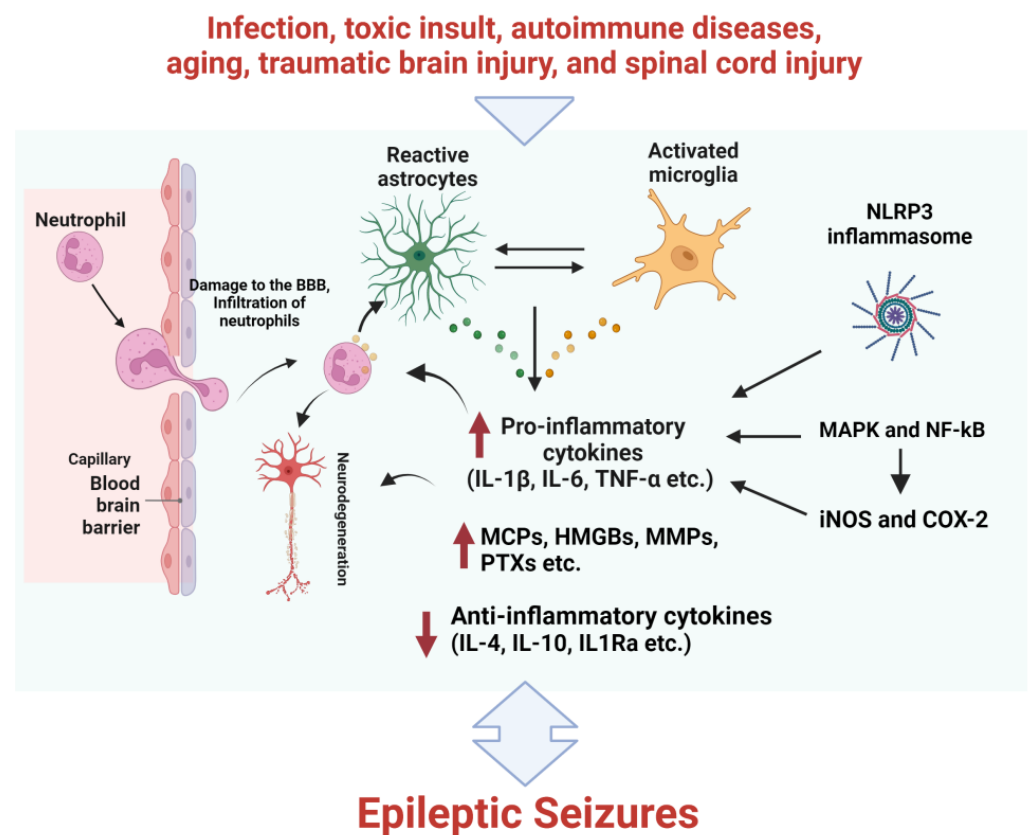 Infection, toxic insult, autoimmune diseases,
aging, traumatic brain injury, and spinal cord injury
Reactive
astrocytes
Activated
microglia
NLRP3
inflammasome
Neutrophil
Damage to the BBB,
Infiltration of
neutrophils
Capillary
Blood
brain
barrier
Neurodegeneration
Pro-inflammatory
cytokines
(IL-1β, IL-6, TNF-α etc.)
MAPK and NF-kB
iNOS and COX-2
MCPs, HMGBs, MMPs,
PTXs etc.
Anti-inflammatory cytokines
(IL-4, IL-10, IL1Ra etc.)
Epileptic Seizures